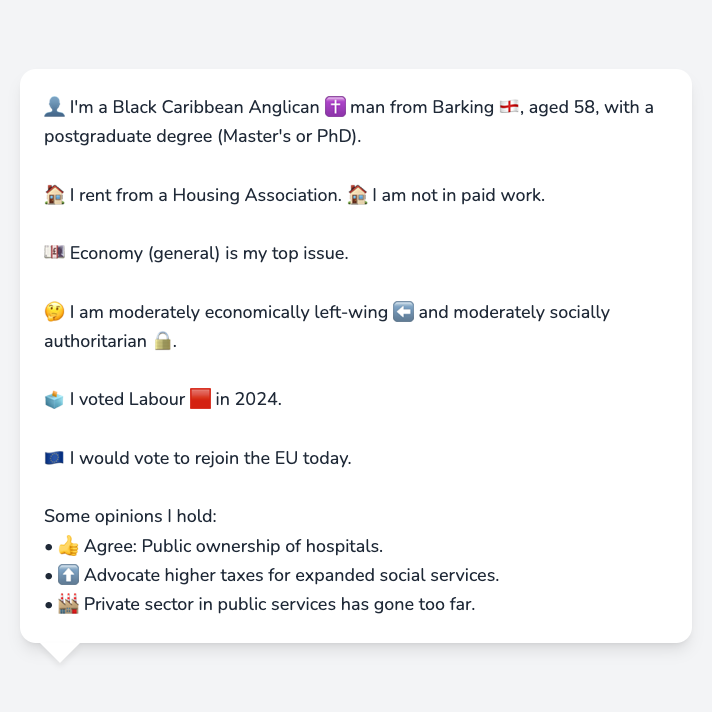 👤 I'm a Black Caribbean Anglican ✝️ man from Barking 🏴󠁧󠁢󠁥󠁮󠁧󠁿, aged 58, with a
postgraduate degree (Master's or PhD).
🏠 I rent from a Housing Association. 🏠 I am not in paid work.
💷 Economy (general) is my top issue.
🤔 I am moderately economically left-wing ⬅️ and moderately socially
authoritarian 🔒.
🗳️ I voted Labour 🟥 in 2024.
🇪🇺 I would vote to rejoin the EU today.
Some opinions I hold:
• 👍 Agree: Public ownership of hospitals.
• ⬆️ Advocate higher taxes for expanded social services.
• 🏭 Private sector in public services has gone too far.